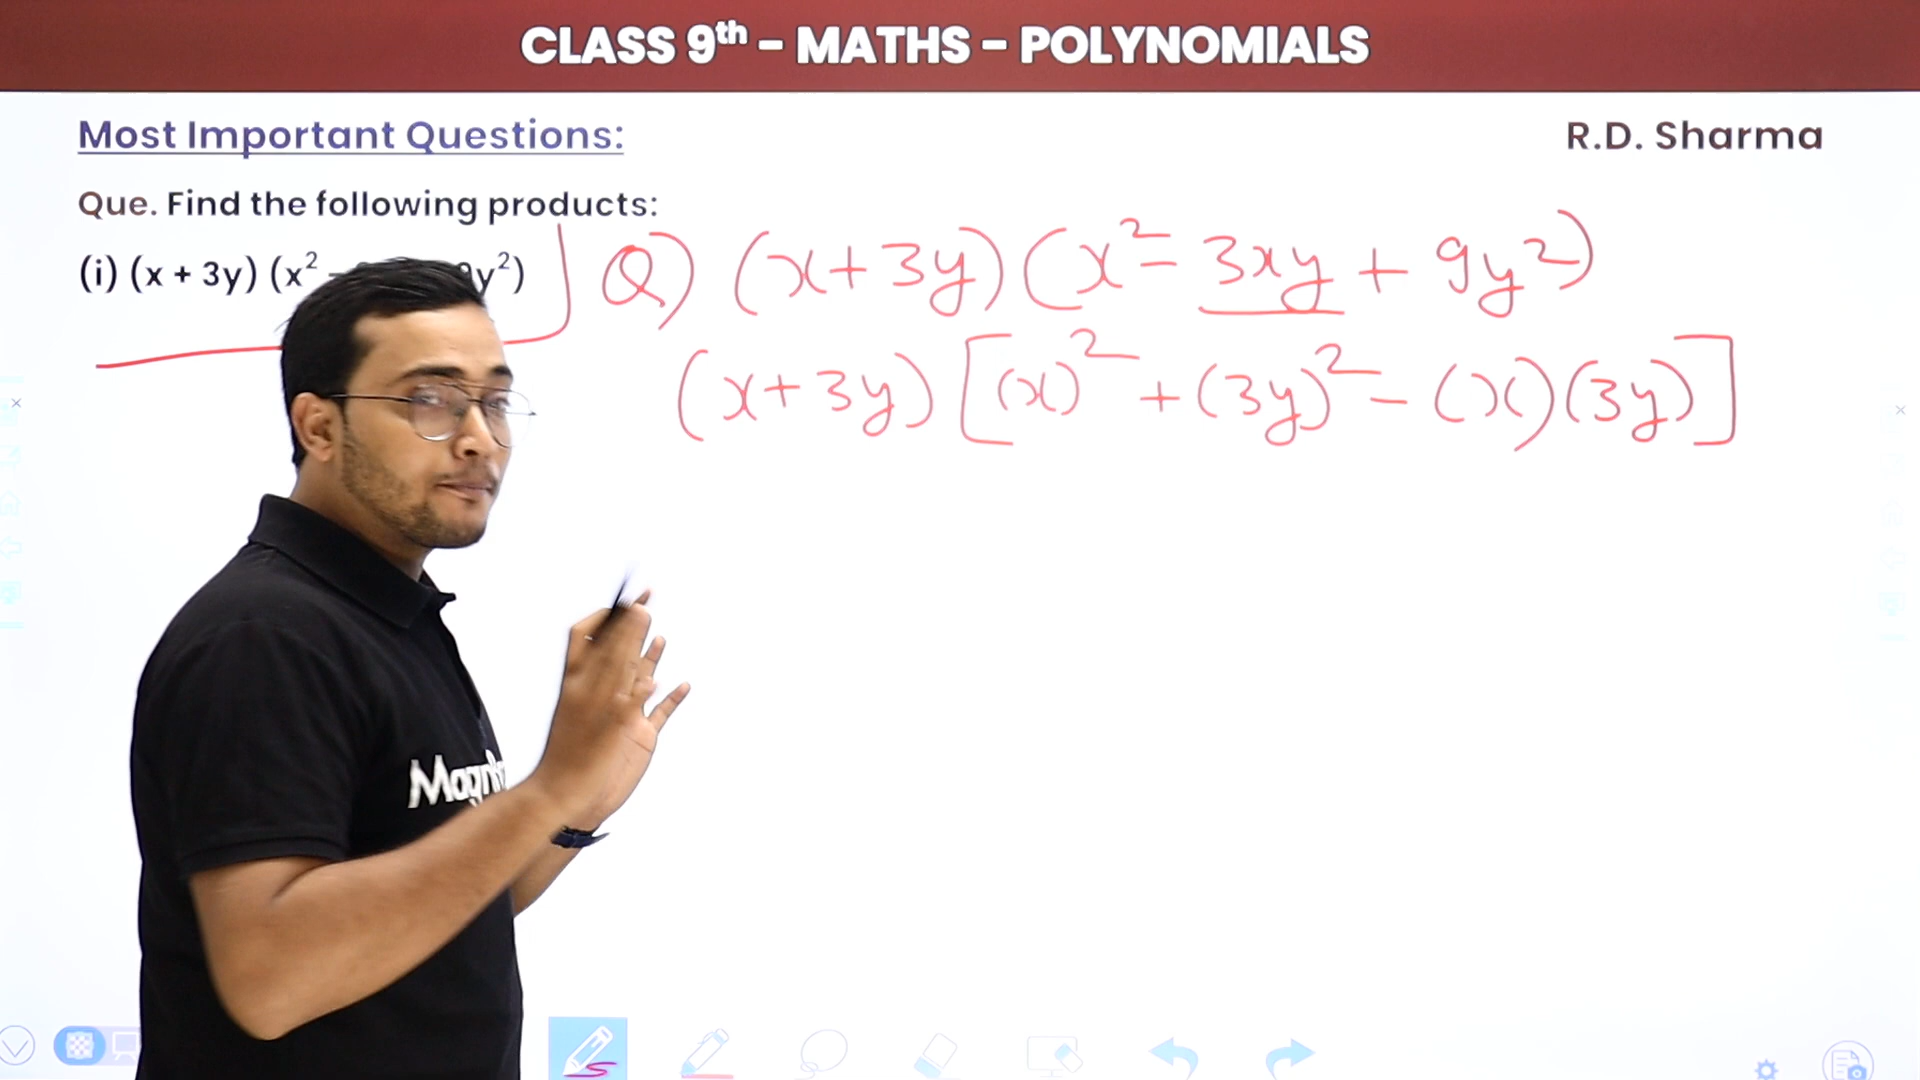 CLASS 9th - MATHS - POLYNOMIALS
Most Important Questions:
R.D. Sharma
Que. Find the following products:
(i) (x + 3y) (x² - y²)
Q) (x+3y)(x² - 3xy + 9y²)
(x+3y)[(x)² + (3y)² - (x)(3y)]